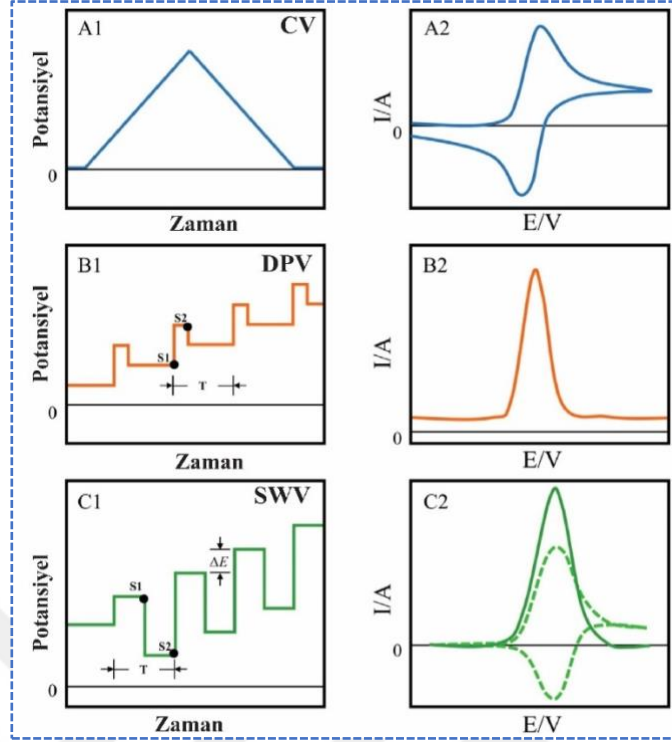 A1
CV
Potansiyel
0
Zaman
A2
I/A
0
E/V
B1
DPV
Potansiyel
S2
S1
T
0
Zaman
B2
I/A
0
E/V
C1
SWV
Potansiyel
S1
ΔE
S2
T
0
Zaman
C2
I/A
0
E/V